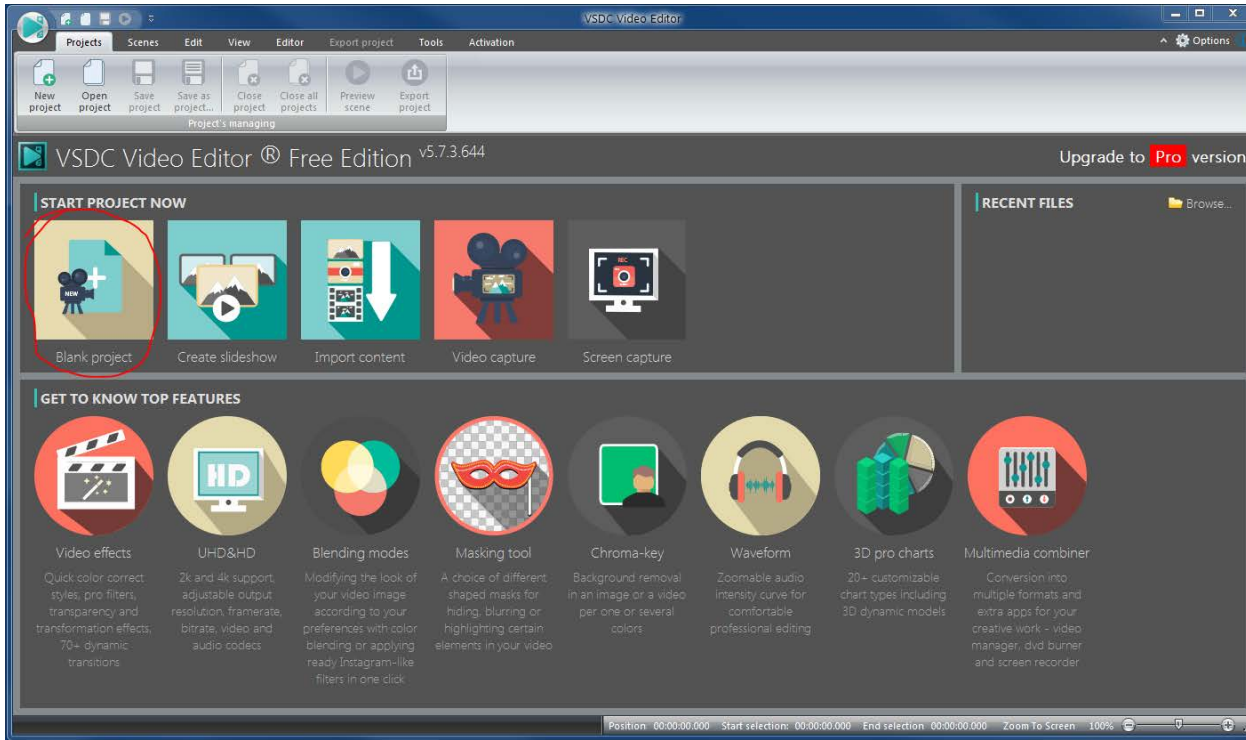 VSDC Video Editor
Projects Scenes Edit View Editor Export project Tools Activation Options
New project
Open project
Save project
Save as project...
Close project
Close all projects
Preview scene
Export project
Project's managing
VSDC Video Editor ® Free Edition v5.7.3.644
Upgrade to Pro version
START PROJECT NOW
NEW
REC
Blank project
Create slideshow
Import content
Video capture
Screen capture
RECENT FILES
Browse...
GET TO KNOW TOP FEATURES
HD
Video effects
Quick color correct
styles, pro filters,
transparency and
transformation effects,
70+ dynamic
transitions
UHD&HD
2k and 4k support,
adjustable output
resolution, framerate,
bitrate, video and
audio codecs
Blending modes
Modifying the look of
your video image
according to your
preferences with color
blending or applying
ready Instagram-like
filters in one click
Masking tool
A choice of different
shaped masks for
hiding, blurring or
highlighting certain
elements in your video
Chroma-key
Background removal
in an image or a video
per one or several
colors
Waveform
Zoomable audio
intensity curve for
comfortable
professional editing
3D pro charts
20+ customizable
chart types including
3D dynamic models
Multimedia combiner
Conversion into
multiple formats and
extra apps for your
creative work - video
manager, dvd burner
and screen recorder
Position 00:00:00.000 Start selection: 00:00:00.000 End selection 00:00:00.000 Zoom To Screen 100%